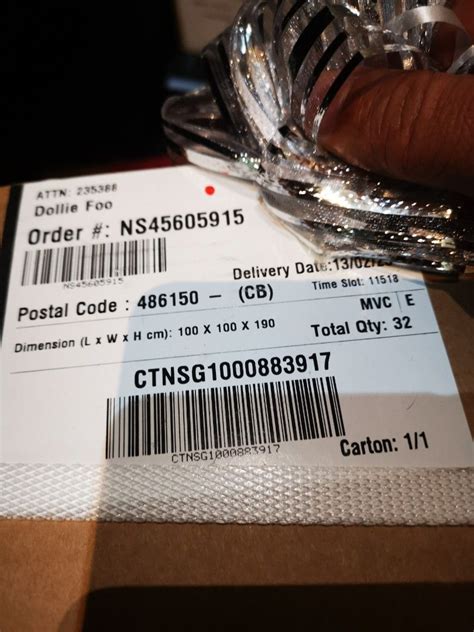 ATTN: 235388
Dollie Foo
Order #: NS45605915
NS45605915
Delivery Date:13/02/2
Postal Code : 486150 - (CB)
Time Slot: 11518
MVC E
Dimension (L x W x H cm): 100 X 100 X 190
Total Qty: 32
CTNSG1000883917
CTNSG1000883917
Carton: 1/1